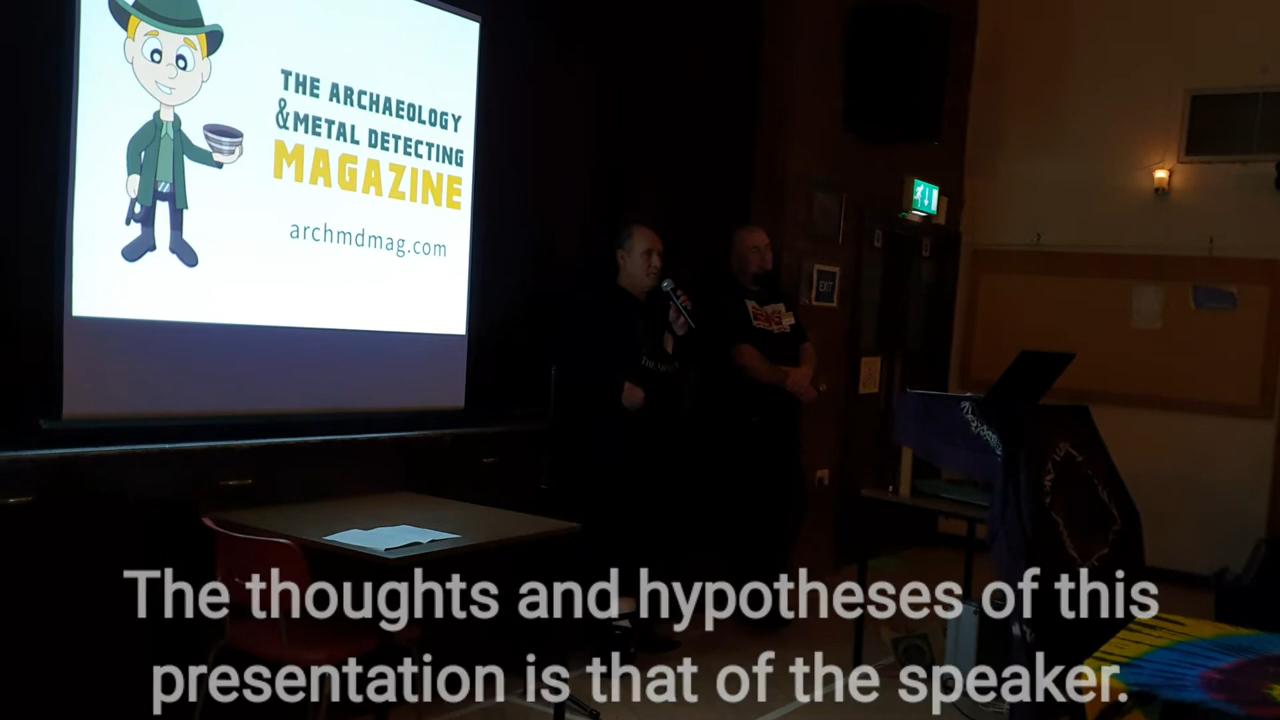 THE ARCHAEOLOGY
&METAL DETECTING
MAGAZINE
archmdmag.com
EXIT
The thoughts and hypotheses of this
presentation is that of the speaker.